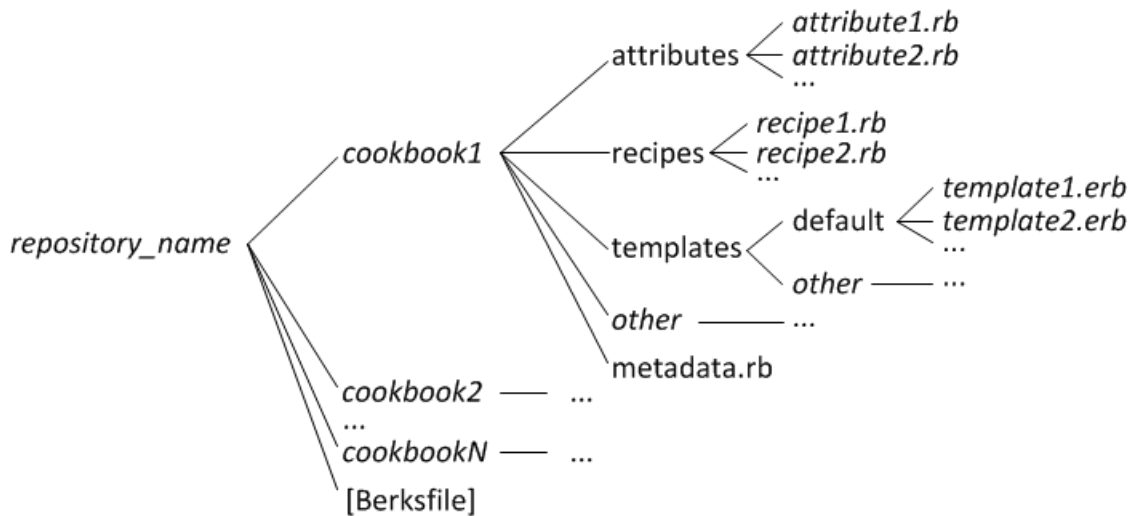 attribute1.rb
attributes
attribute2.rb
...
recipe1.rb
cookbook1
recipes
recipe2.rb
...
template1.erb
default
template2.erb
repository_name
templates
...
other
...
other
...
metadata.rb
cookbook2
...
...
cookbookN
...
[Berksfile]